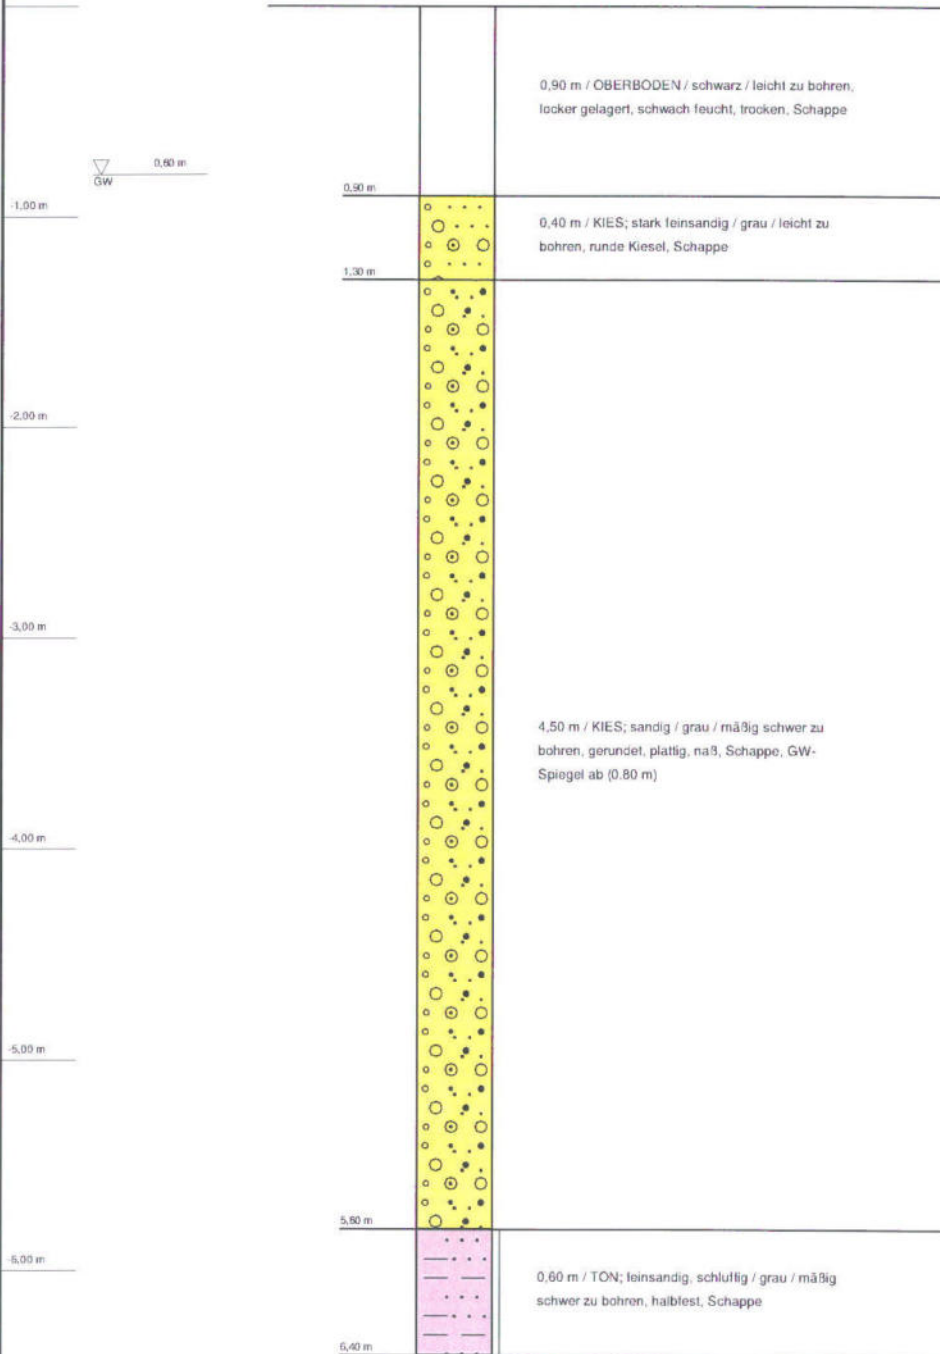 0,90 m / OBERBODEN / schwarz / leicht zu bohren,
locker gelagert, schwach feucht, trocken, Schappe
0,80 m
GW
0,90 m
-1,00 m
0,40 m / KIES; stark feinsandig / grau / leicht zu
bohren, runde Kiesel, Schappe
1,30 m
-2,00 m
-3,00 m
4,50 m / KIES; sandig / grau / mäßig schwer zu
bohren, gerundet, plattig, naß, Schappe, GW-
Spiegel ab (0.80 m)
-4,00 m
-5,00 m
5,80 m
-6,00 m
0,60 m / TON; feinsandig, schluffig / grau / mäßig
schwer zu bohren, halbfest, Schappe
6,40 m